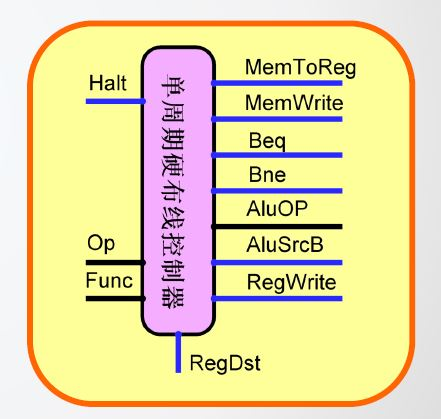 Halt
Op
Func
单周期硬布线控制器
MemToReg
MemWrite
Beq
Bne
AluOP
AluSrcB
RegWrite
RegDst